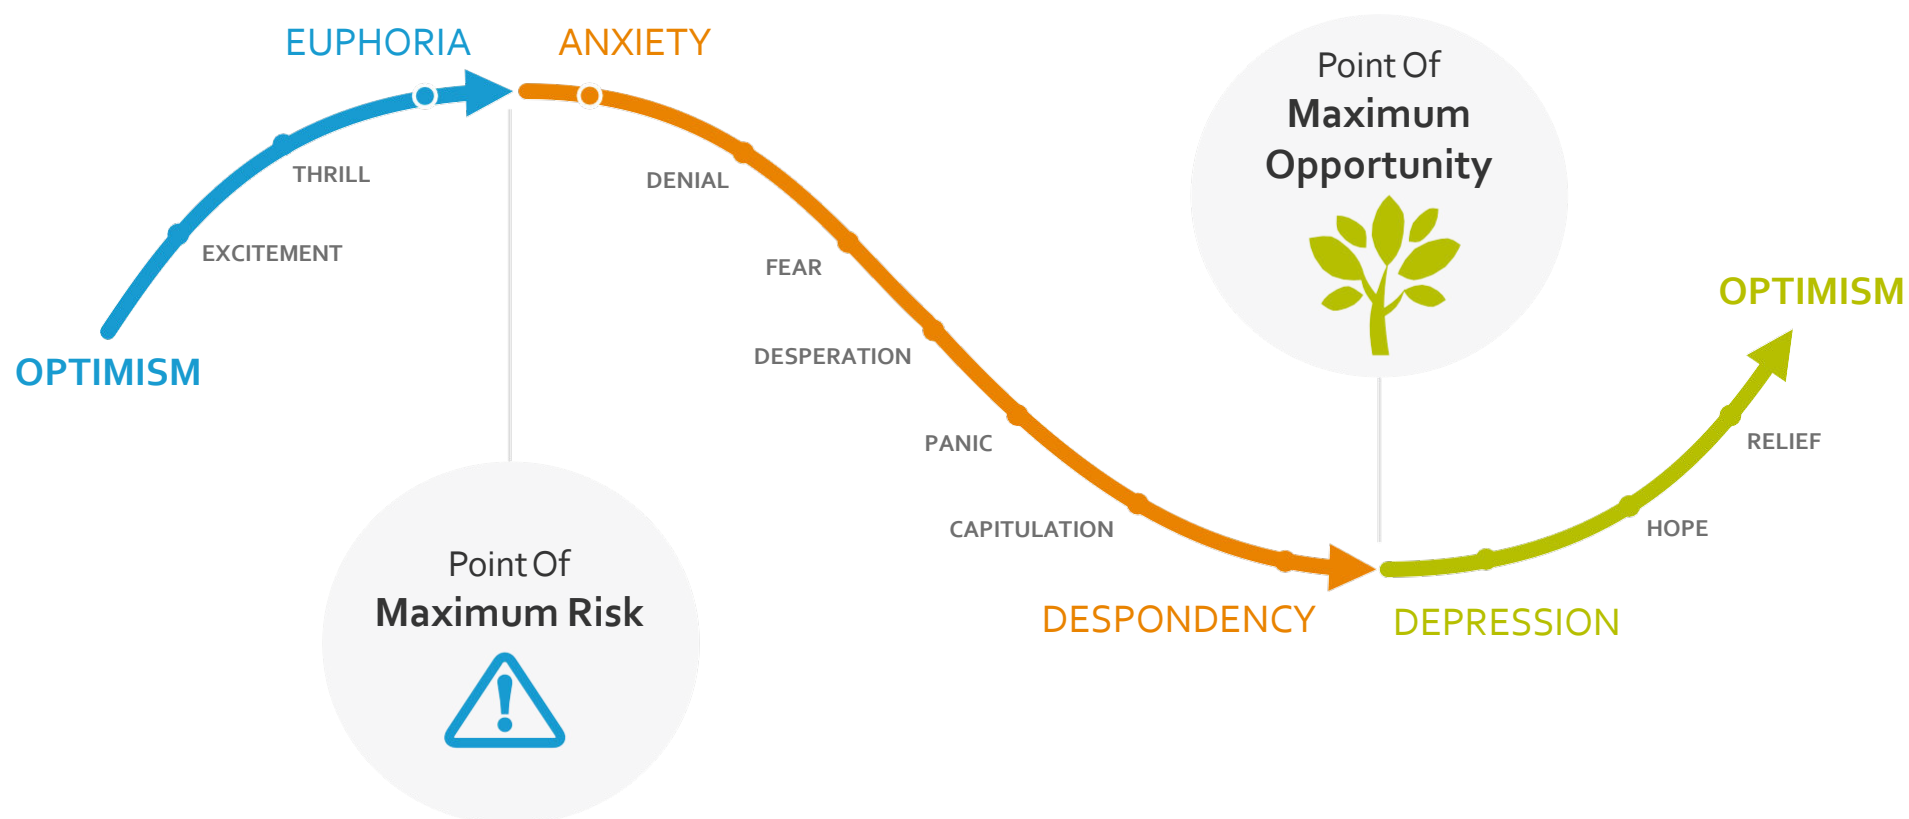 EUPHORIA
ANXIETY
THRILL
EXCITEMENT
OPTIMISM
DENIAL
FEAR
DESPERATION
PANIC
CAPITULATION
DESPONDENCY
Point Of
Maximum Risk
Point Of
Maximum
Opportunity
DEPRESSION
HOPE
RELIEF
OPTIMISM